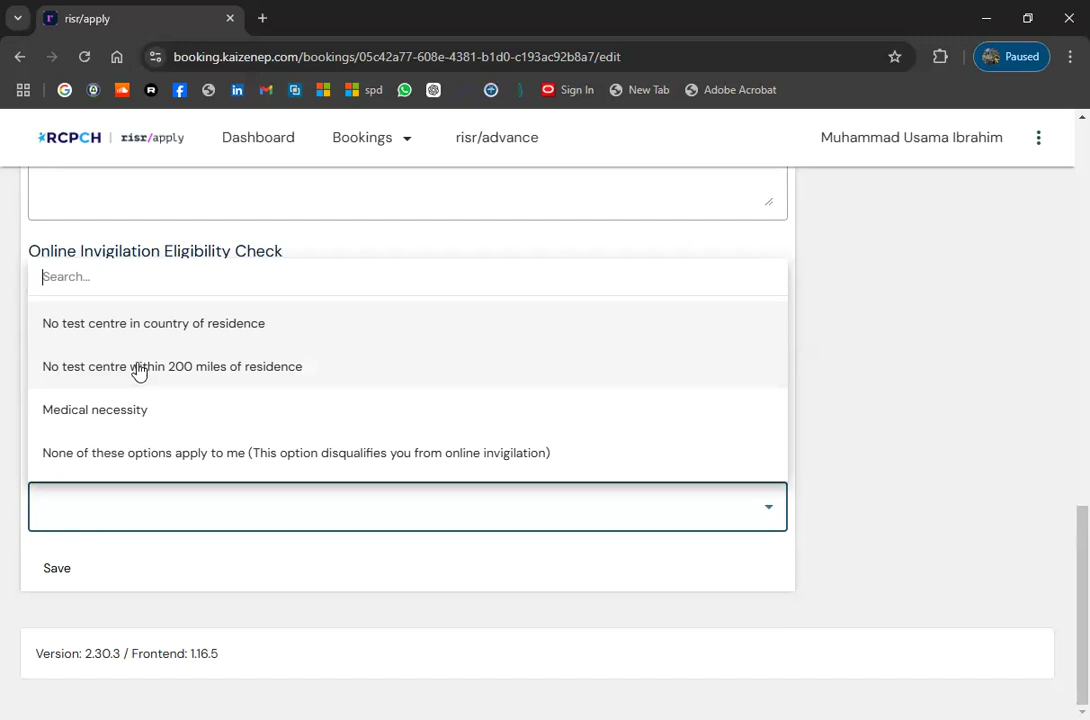 risr/apply
booking.kaizenep.com/bookings/05c42a77-608e-4381-b1d0-c193ac92b8a7/edit
Paused
spd
Sign In
New Tab
Adobe Acrobat
RCPCH | risr/apply
Dashboard
Bookings
risr/advance
Muhammad Usama Ibrahim
Online Invigilation Eligibility Check
Search...
No test centre in country of residence
No test centre within 200 miles of residence
Medical necessity
None of these options apply to me (This option disqualifies you from online invigilation)
Save
Version: 2.30.3 / Frontend: 1.16.5